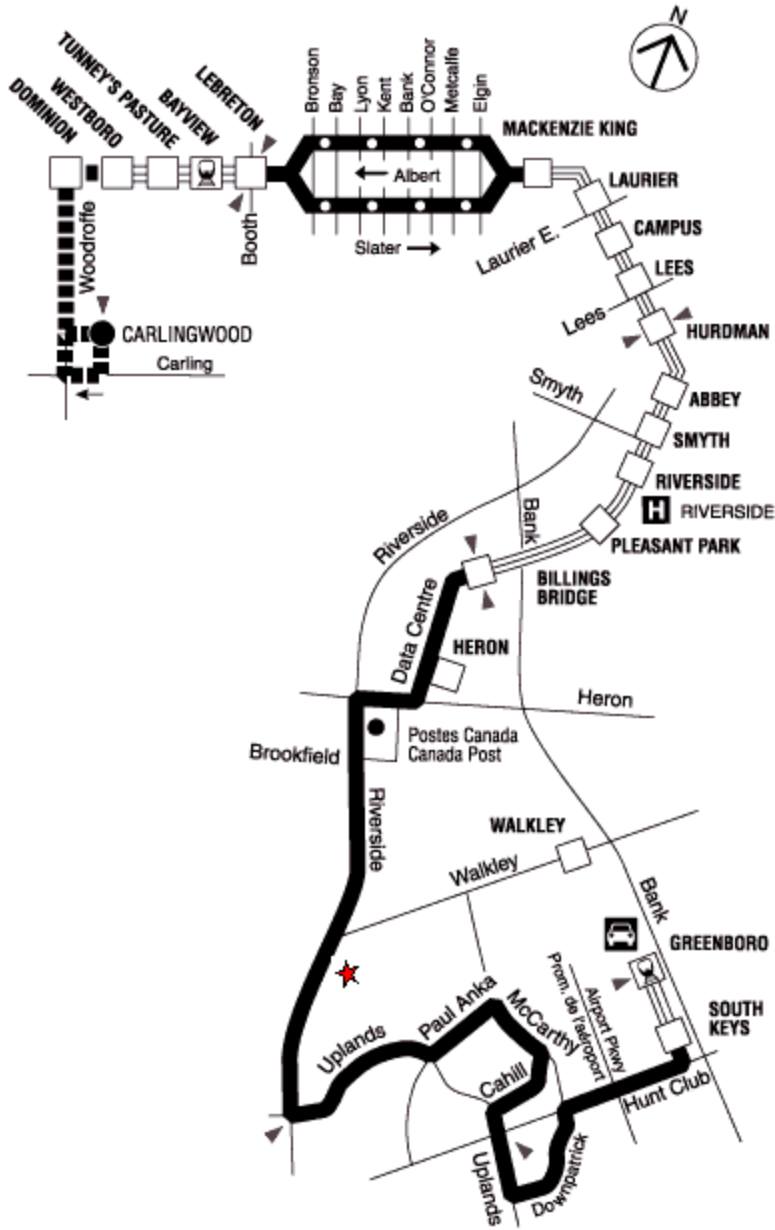 N
DOMINION
WESTBORO
TUNNEY'S PASTURE
BAYVIEW
LEBRETON
Bronson
Bay
Lyon
Kent
Bank
O'Connor
Metcalfe
Elgin
MACKENZIE KING
Albert
Slater
Booth
Woodroffe
CARLINGWOOD
Carling
LAURIER
Laurier E.
CAMPUS
LEES
Lees
HURDMAN
Smyth
ABBEY
SMYTH
RIVERSIDE
H RIVERSIDE
PLEASANT PARK
Riverside
Bank
BILLINGS
BRIDGE
Data Centre
HERON
Heron
Postes Canada
Canada Post
Brookfield
Riverside
WALKLEY
Walkley
Bank
GREENBORO
SOUTH
KEYS
Airport Pkwy
Prom. de l'aéroport
Paul Anka
McCarthy
Uplands
Cahill
Hunt Club
Uplands
Downpatrick